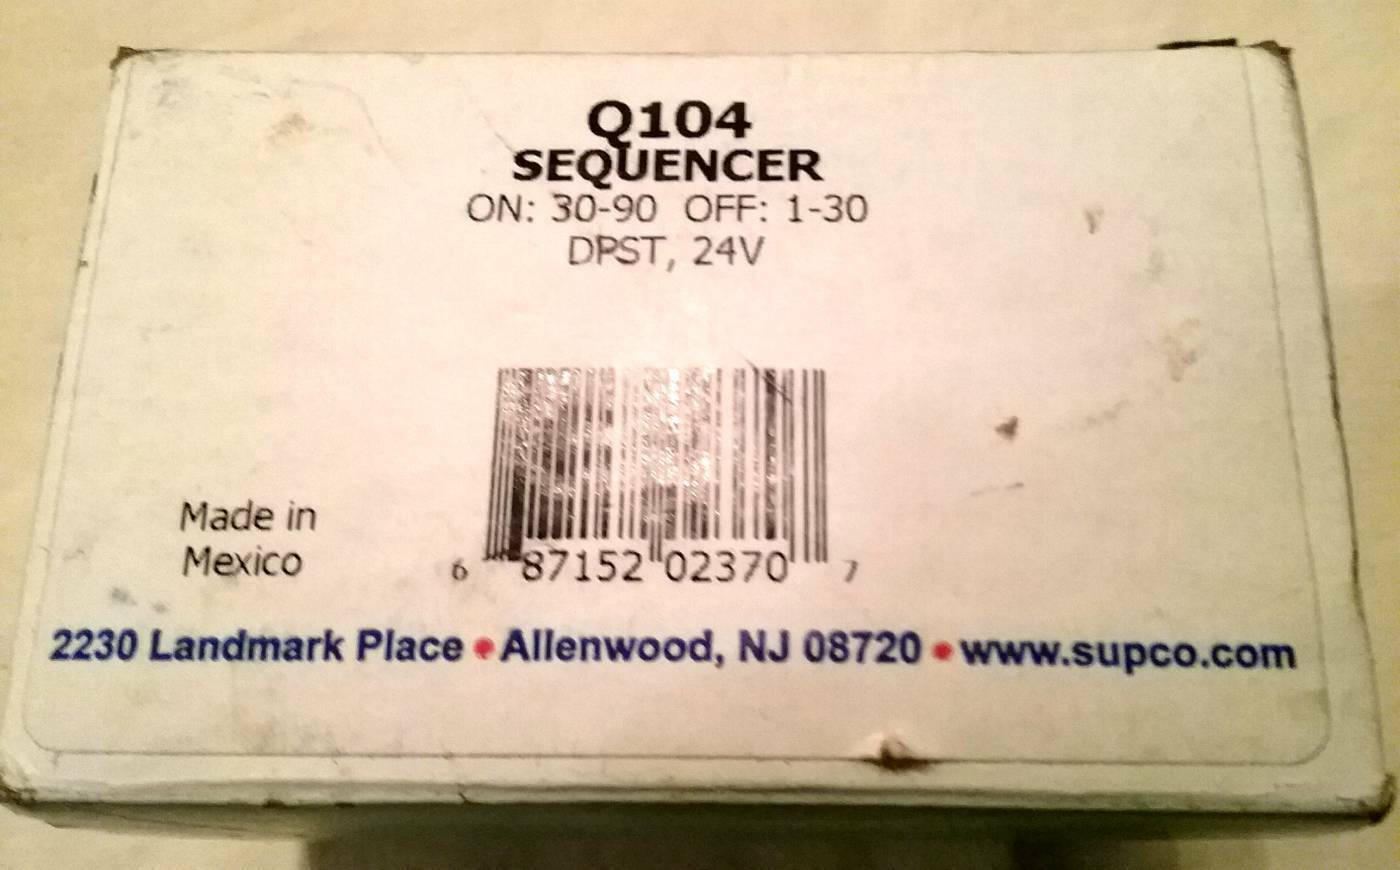 Q104
SEQUENCER
ON: 30-90 OFF: 1-30
DPST, 24V
Made in
Mexico
6 87152 02370 7
2230 Landmark Place • Allenwood, NJ 08720 • www.supco.com